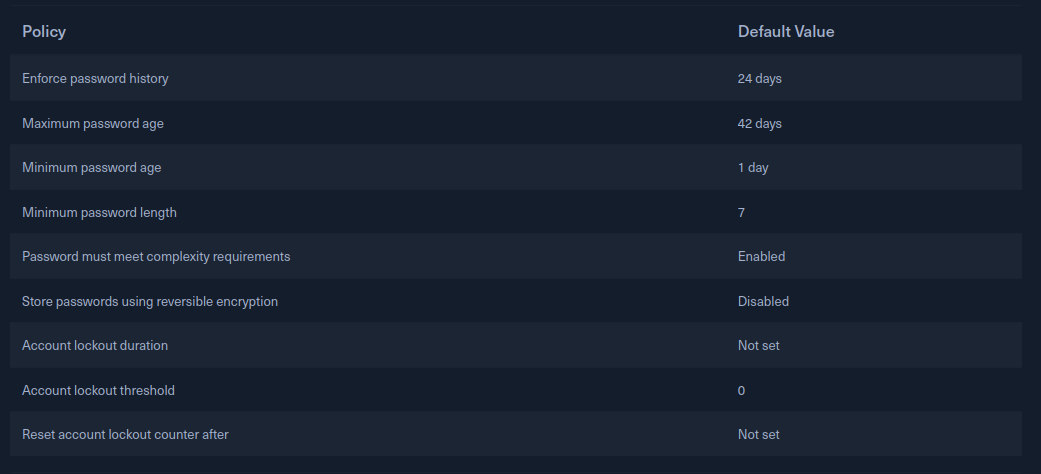 Policy Default Value
Enforce password history 24 days
Maximum password age 42 days
Minimum password age 1 day
Minimum password length 7
Password must meet complexity requirements Enabled
Store passwords using reversible encryption Disabled
Account lockout duration Not set
Account lockout threshold 0
Reset account lockout counter after Not set